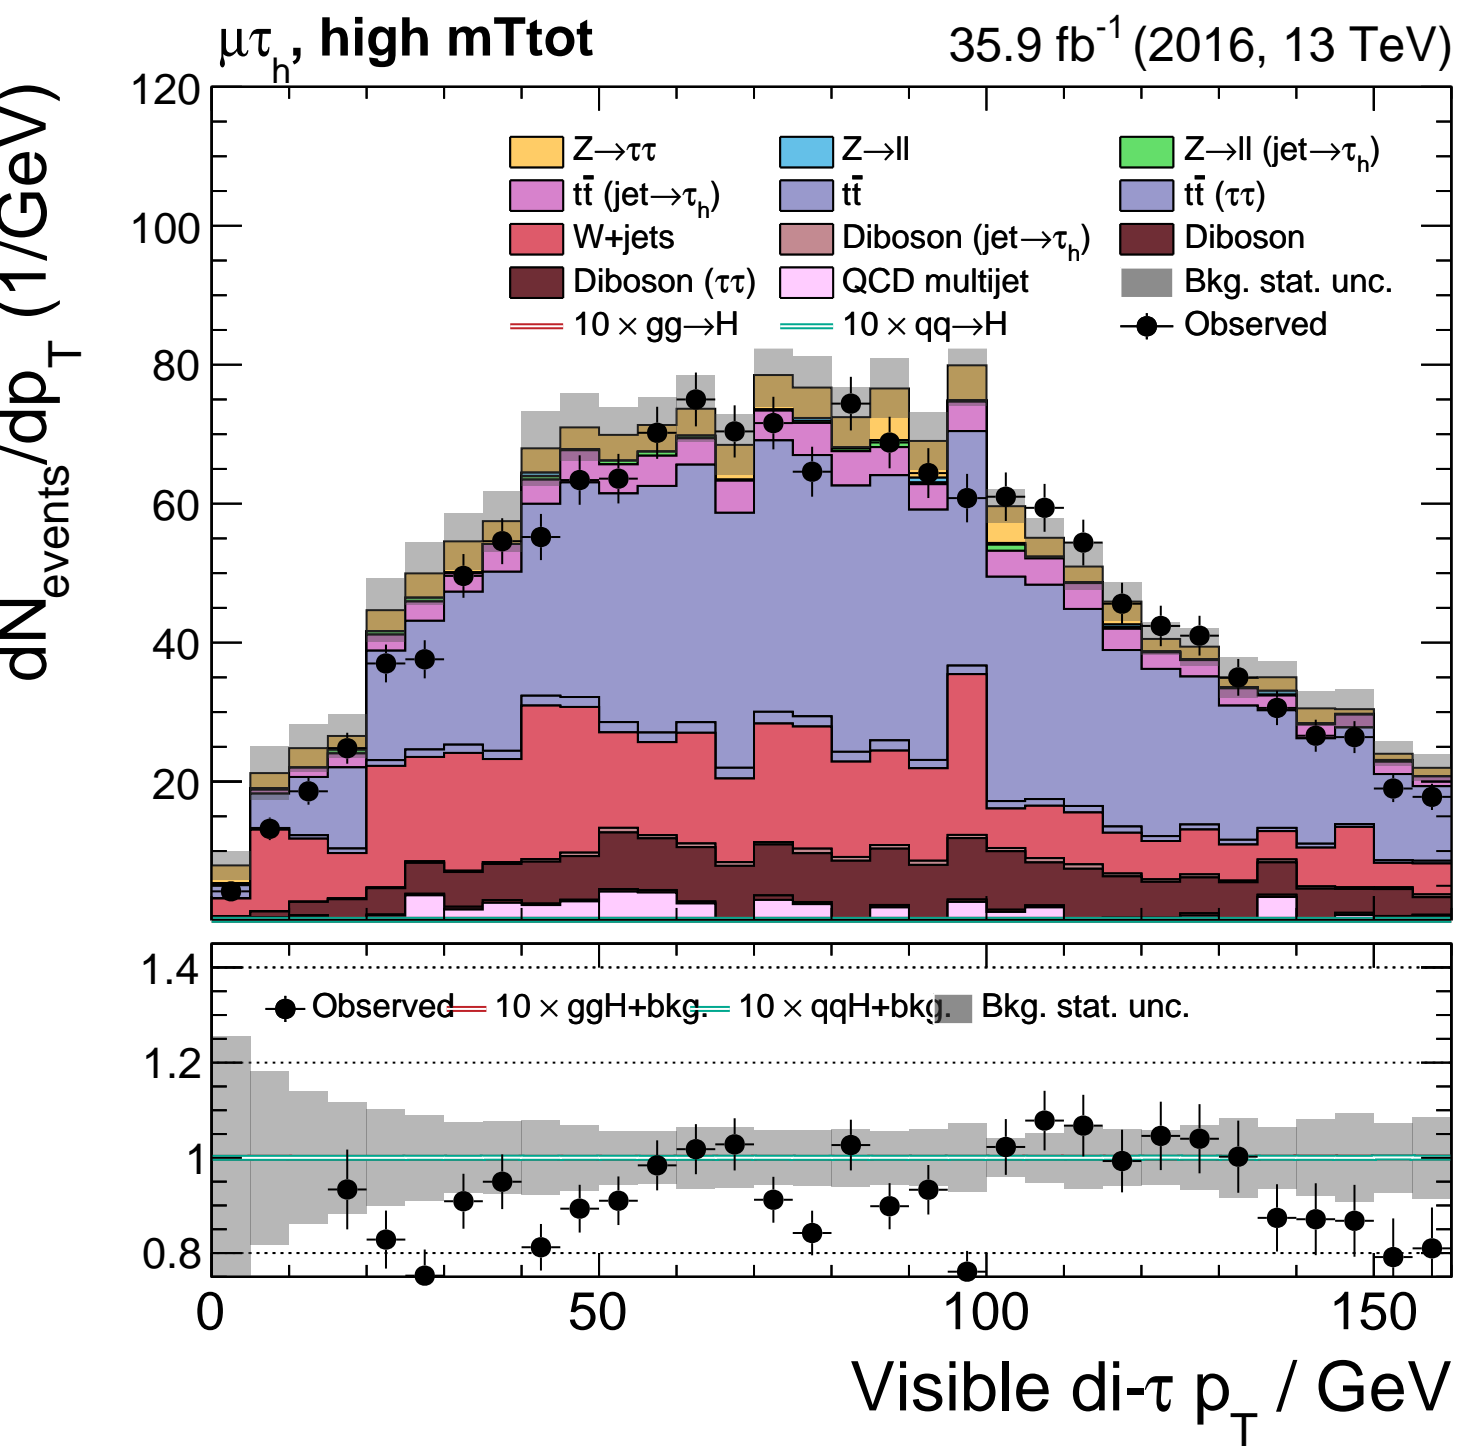 μτh, high mTtot
35.9 fb-1 (2016, 13 TeV)
dNevents/dpT (1/GeV)
120
100
80
60
40
20
Z→ττ
Z→ll
Z→ll (jet→τh)
tt̄ (jet→τh)
tt̄
tt̄ (ττ)
W+jets
Diboson (jet→τh)
Diboson
Diboson (ττ)
QCD multijet
Bkg. stat. unc.
10 × gg→H
10 × qq→H
Observed
1.4
1.2
1
0.8
Observed
10 × ggH+bkg.
10 × qqH+bkg.
Bkg. stat. unc.
0
50
100
150
Visible di-τ pT / GeV